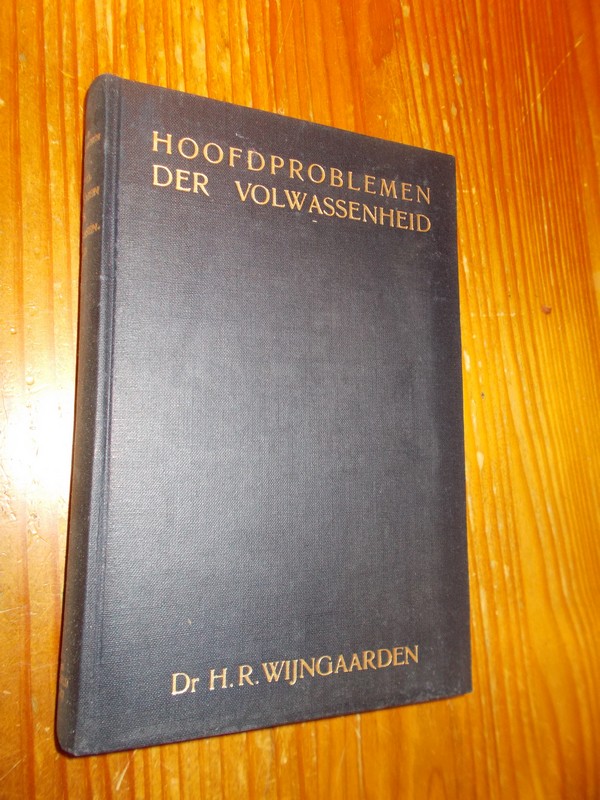 HOOFDPROBLEMEN
DER VOLWASSENHEID
Dr H. R. WIJNGAARDEN